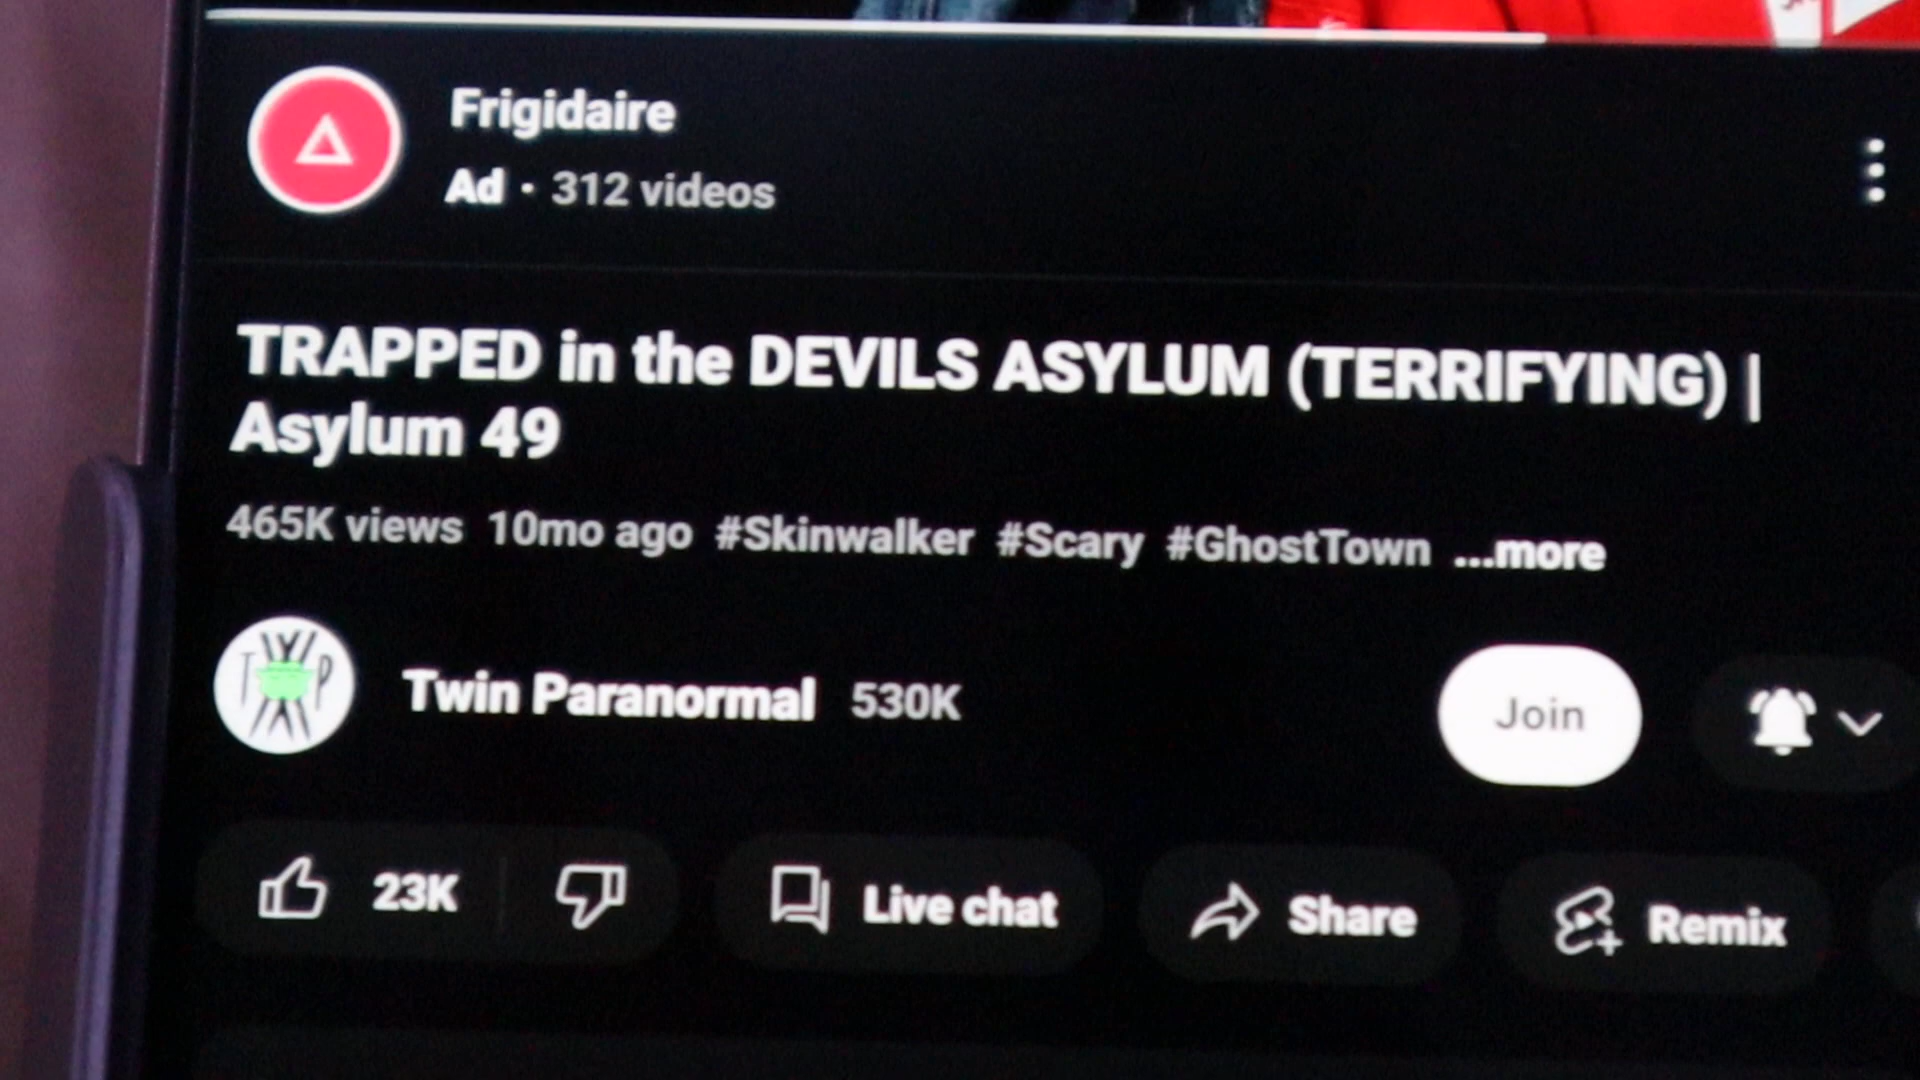 Frigidaire
Ad · 312 videos
TRAPPED in the DEVILS ASYLUM (TERRIFYING) |
Asylum 49
465K views 10mo ago #Skinwalker #Scary #GhostTown ...more
T P
Twin Paranormal 530K
Join
23K
Live chat
Share
Remix